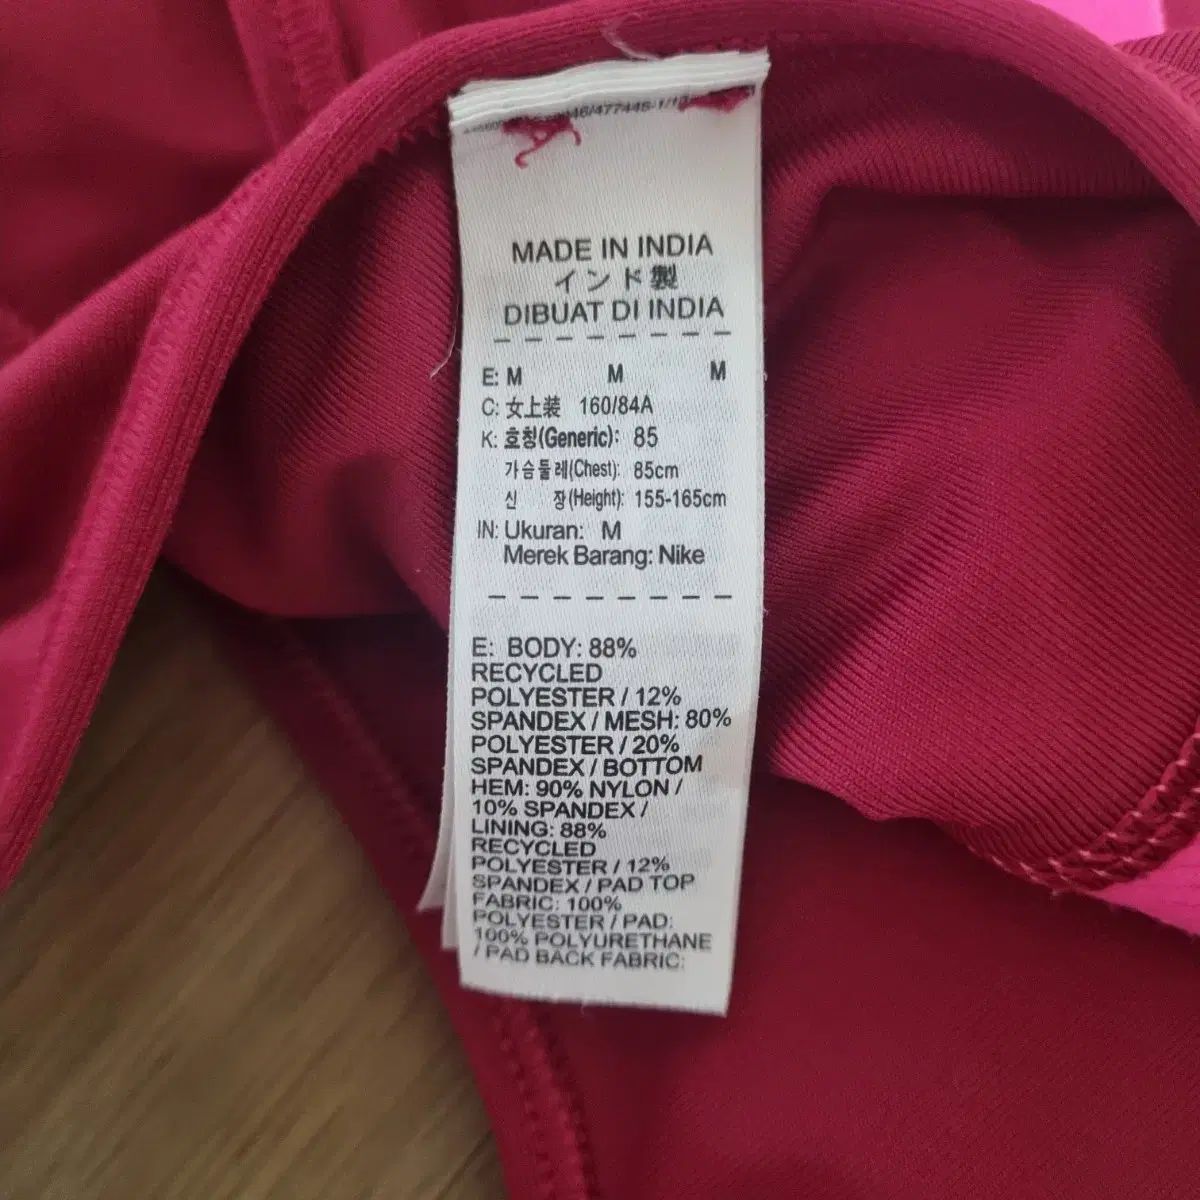 MADE IN INDIA
インド製
DIBUAT DI INDIA
E: M M M
C: 女上装 160/84A
K: 호칭(Generic): 85
가슴둘레(Chest): 85cm
신 장(Height): 155-165cm
IN: Ukuran: M
Merek Barang: Nike
E: BODY: 88%
RECYCLED
POLYESTER / 12%
SPANDEX / MESH: 80%
POLYESTER / 20%
SPANDEX / BOTTOM
HEM: 90% NYLON /
10% SPANDEX /
LINING: 88%
RECYCLED
POLYESTER / 12%
SPANDEX / PAD TOP
FABRIC: 100%
POLYESTER / PAD:
100% POLYURETHANE
/ PAD BACK FABRIC: